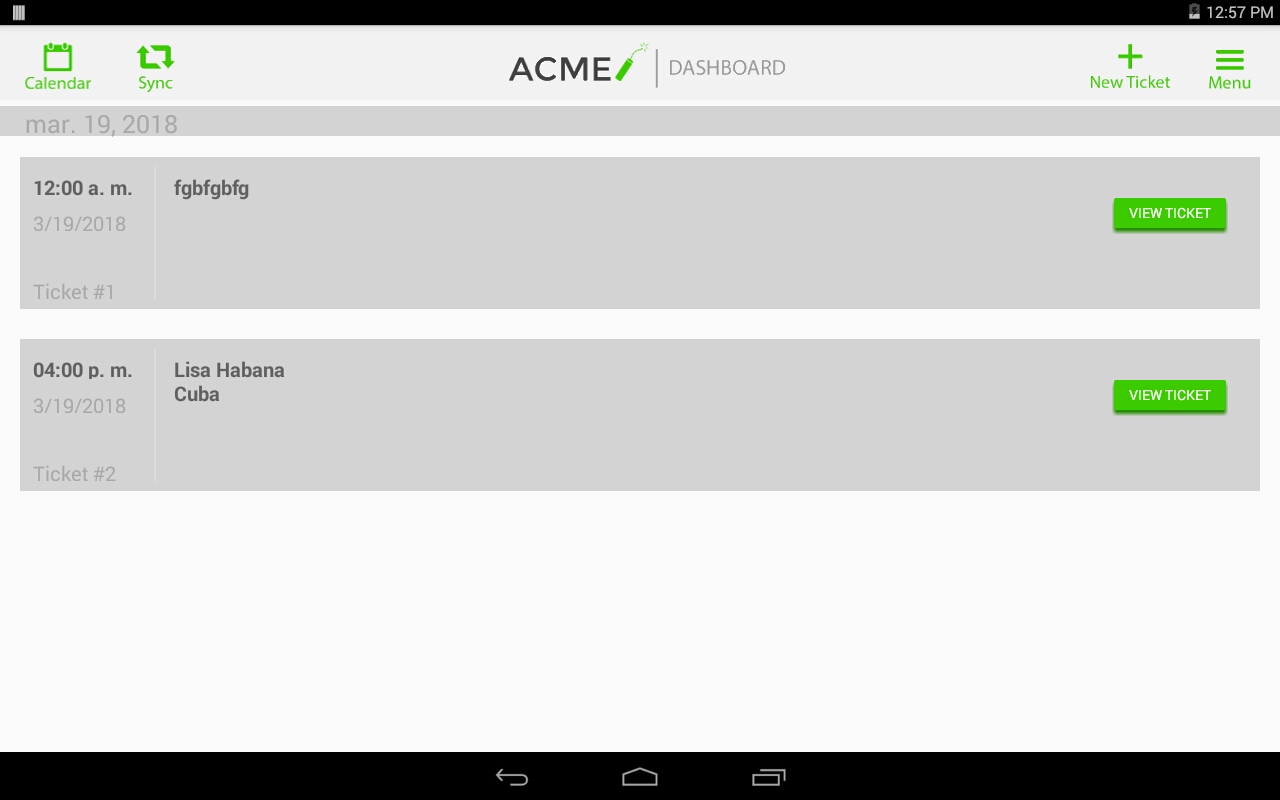 12:57 PM
Calendar
Sync
ACME
DASHBOARD
New Ticket
Menu
mar. 19, 2018
12:00 a. m.
fgbfgbfg
3/19/2018
VIEW TICKET
Ticket #1
04:00 p. m.
Lisa Habana
Cuba
3/19/2018
VIEW TICKET
Ticket #2